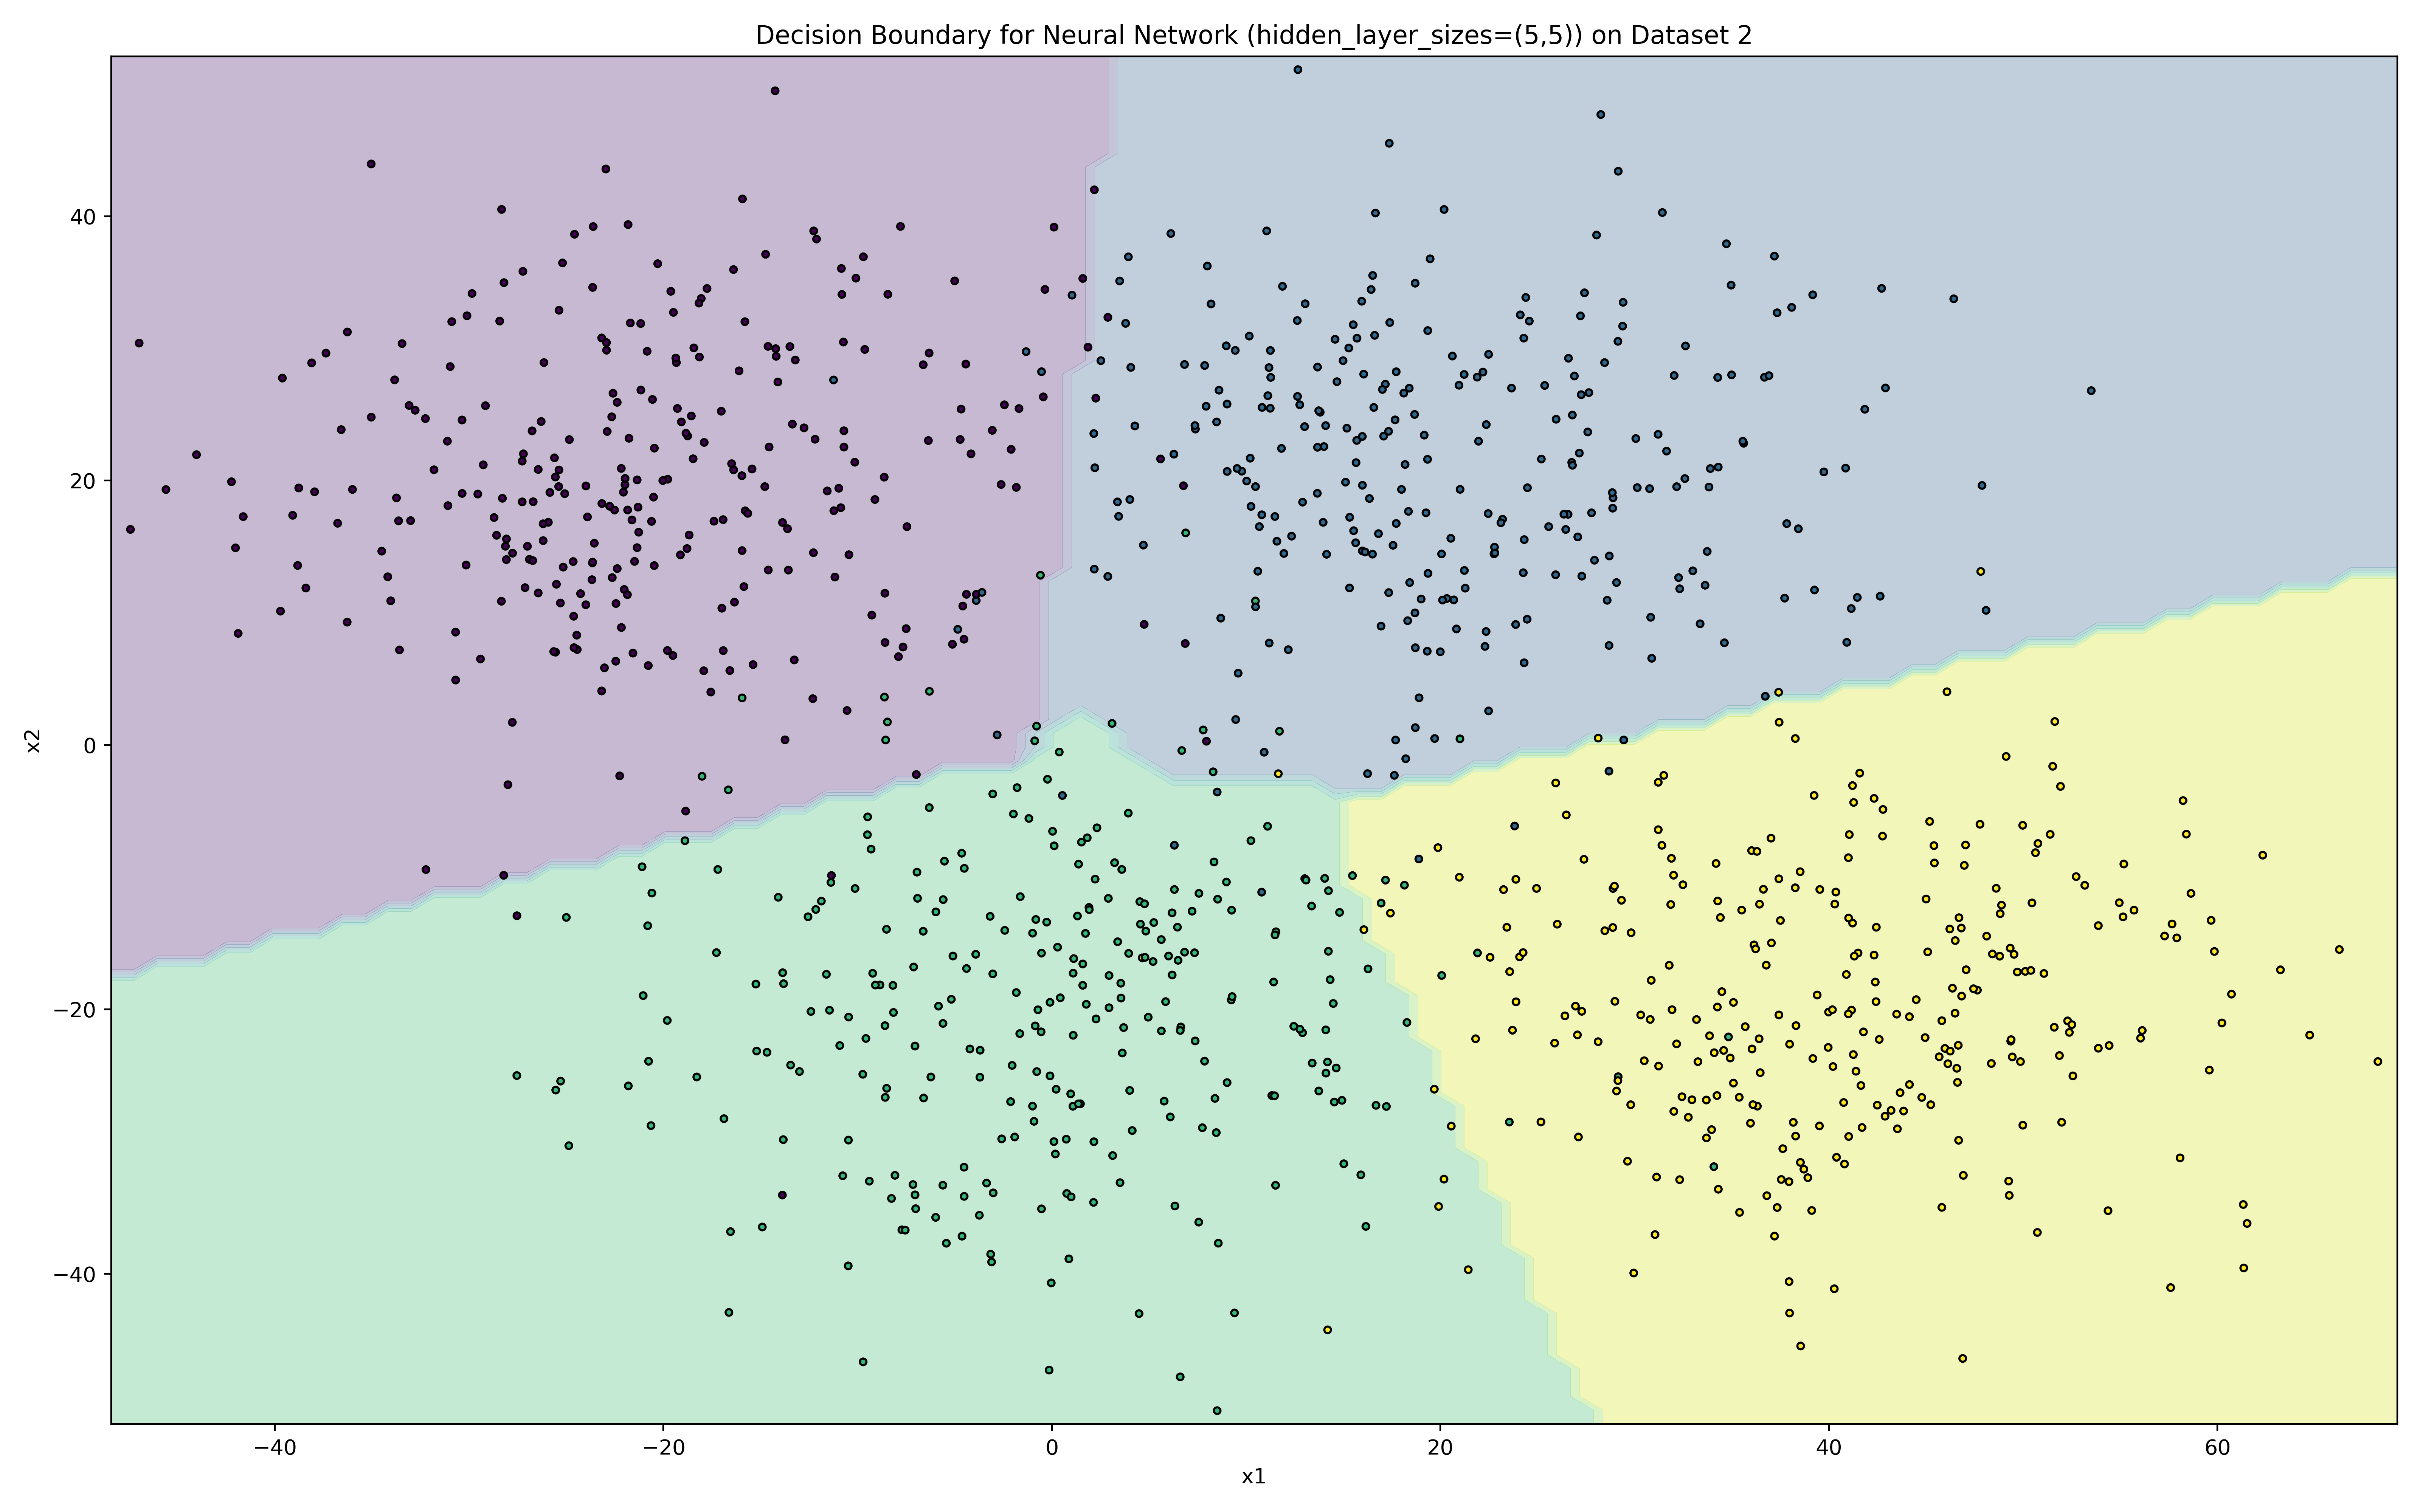 Decision Boundary for Neural Network (hidden_layer_sizes=(5,5)) on Dataset 2
40
20
0
−20
−40
x2
−40 −20 0 20 40 60
x1